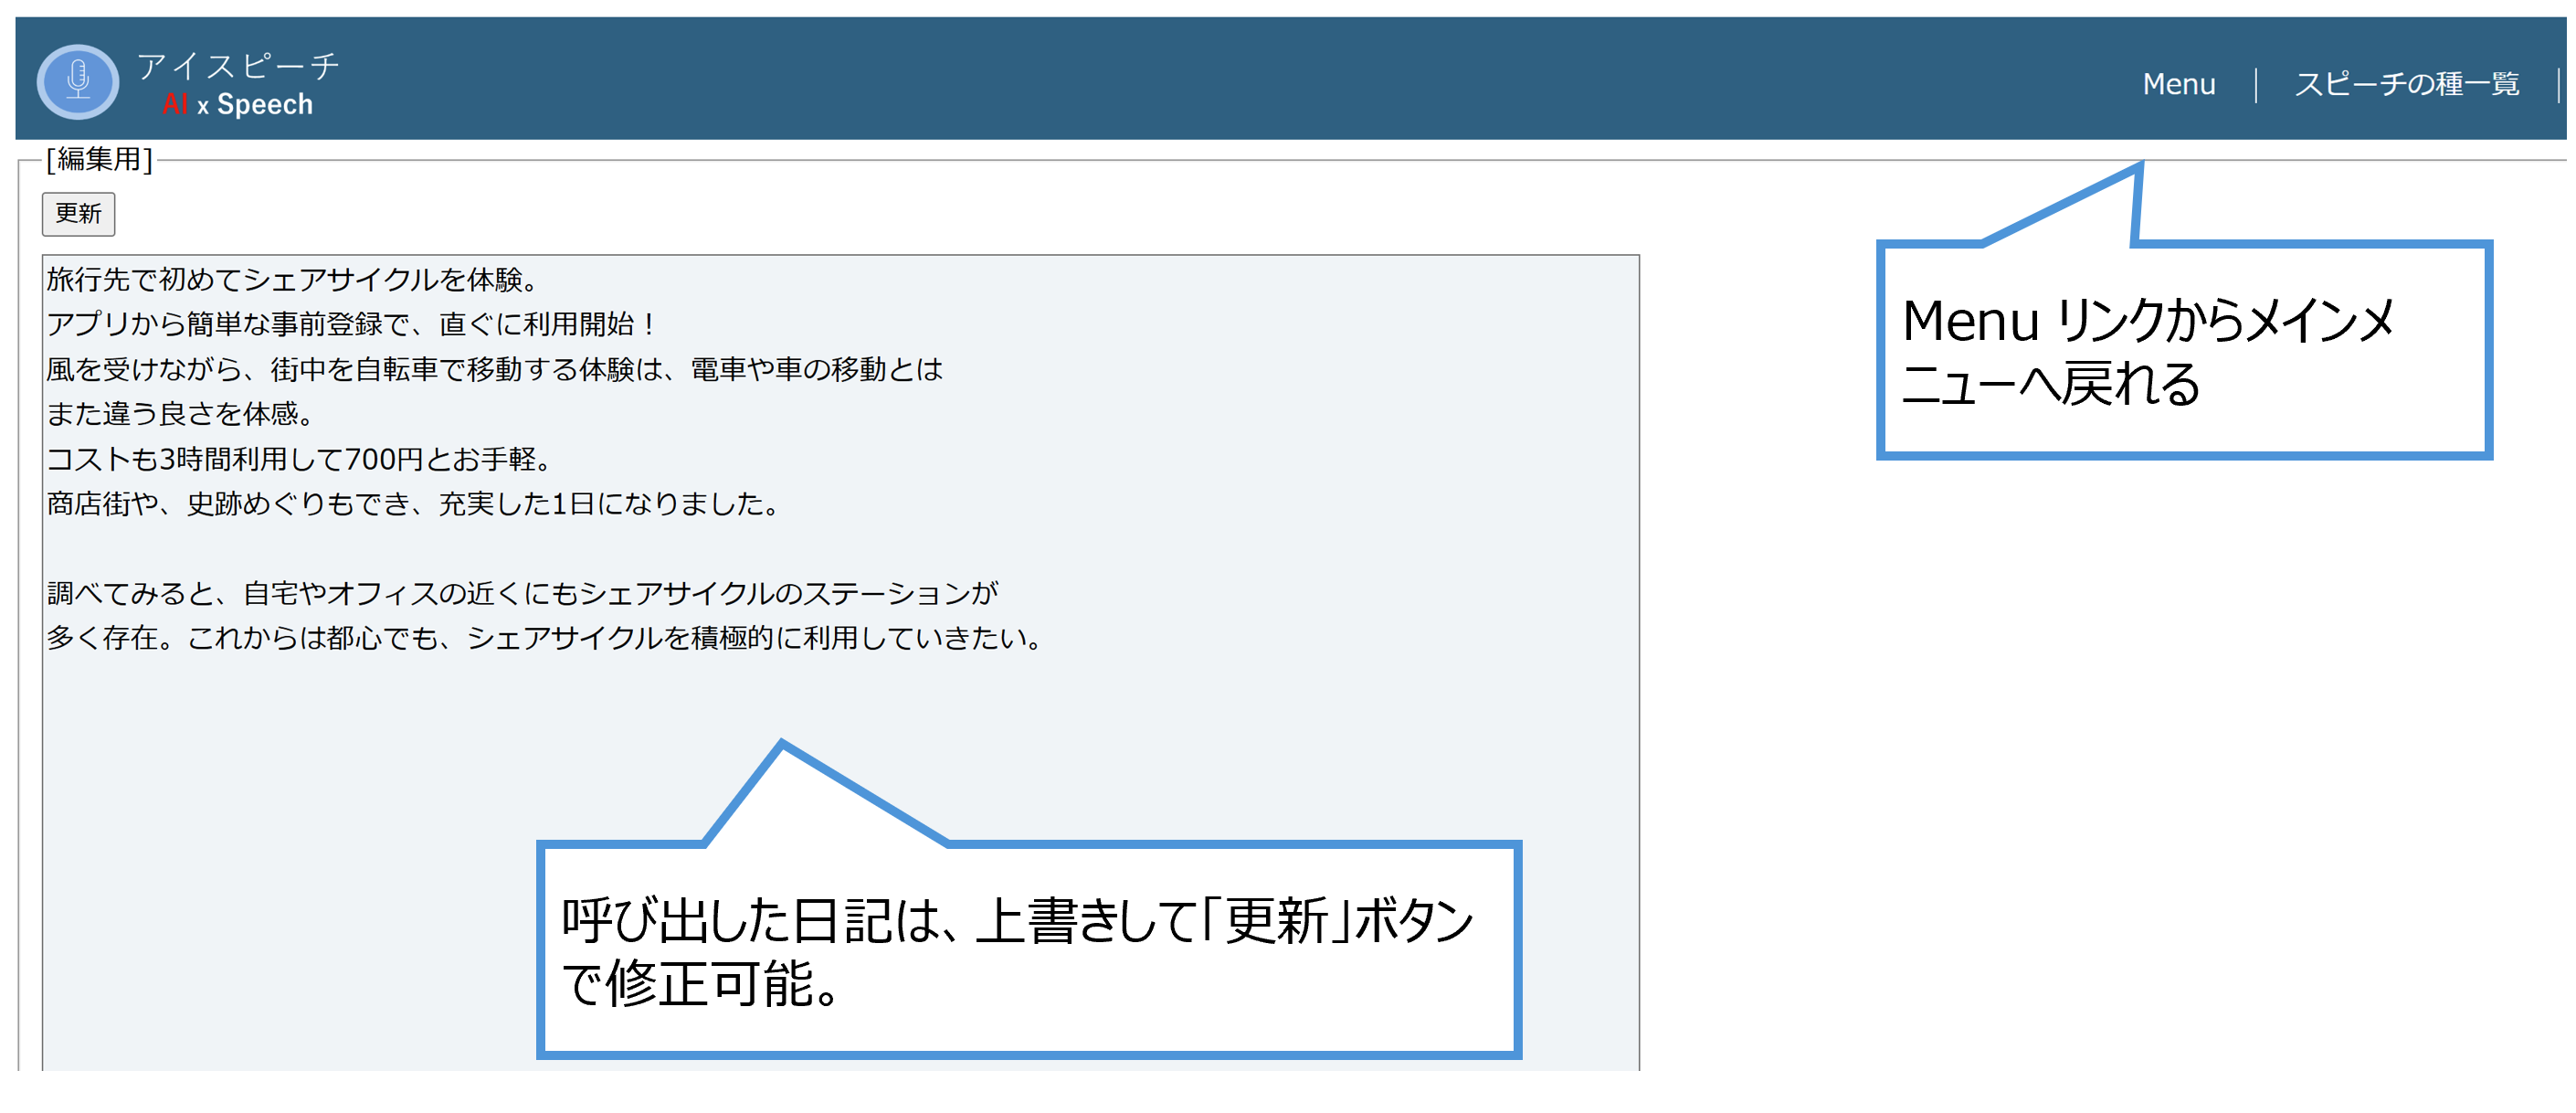 アイスピーチ
AI x Speech
Menu
スピーチの種一覧
[編集用]
更新
旅行先で初めてシェアサイクルを体験。
アプリから簡単な事前登録で、直ぐに利用開始！
風を受けながら、街中を自転車で移動する体験は、電車や車の移動とは
また違う良さを体感。
コストも3時間利用して700円とお手軽。
商店街や、史跡めぐりもでき、充実した1日になりました。
調べてみると、自宅やオフィスの近くにもシェアサイクルのステーションが
多く存在。これからは都心でも、シェアサイクルを積極的に利用していきたい。
Menu リンクからメインメ
ニューへ戻れる
呼び出した日記は、上書きして「更新」ボタン
で修正可能。